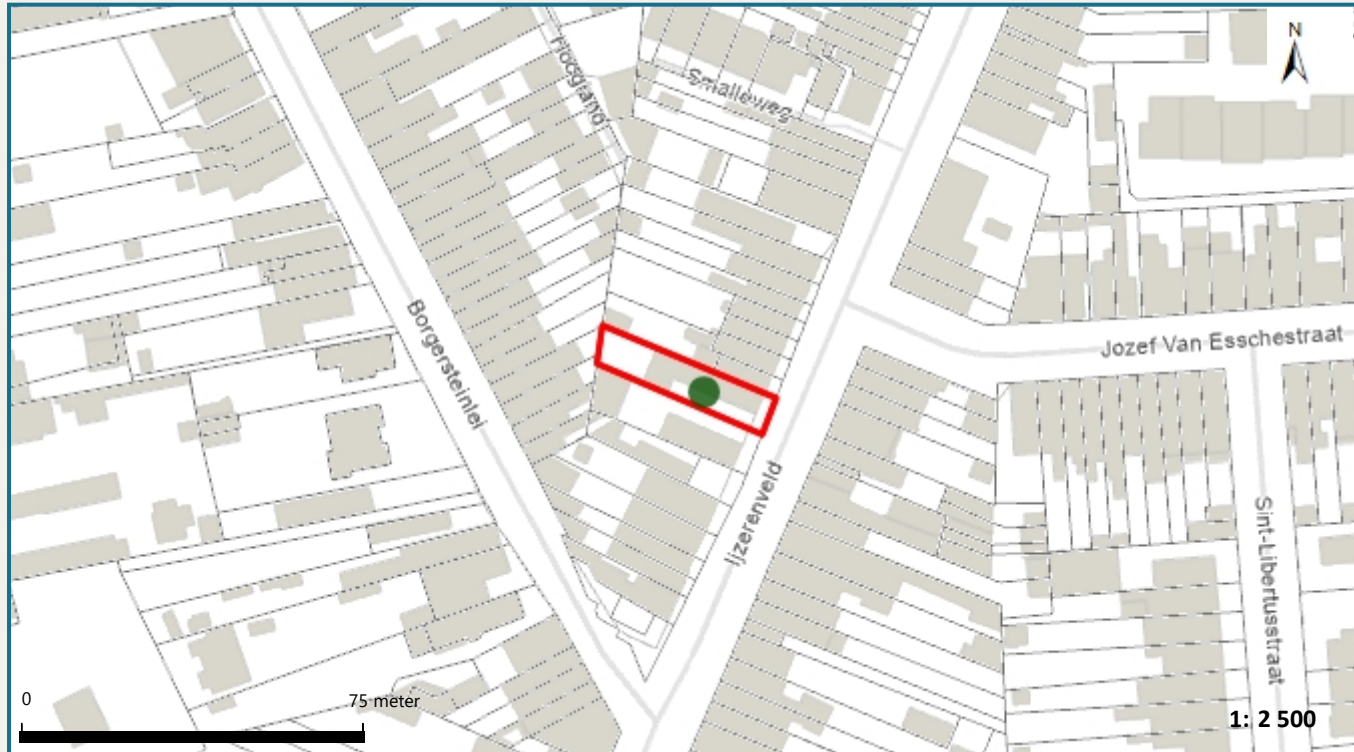 N
Hoogland
Smalleweg
Borgersteinlei
Jozef Van Esschestraat
Ijzerenveld
Sint-Libertusstraat
0
75 meter
1: 2 500